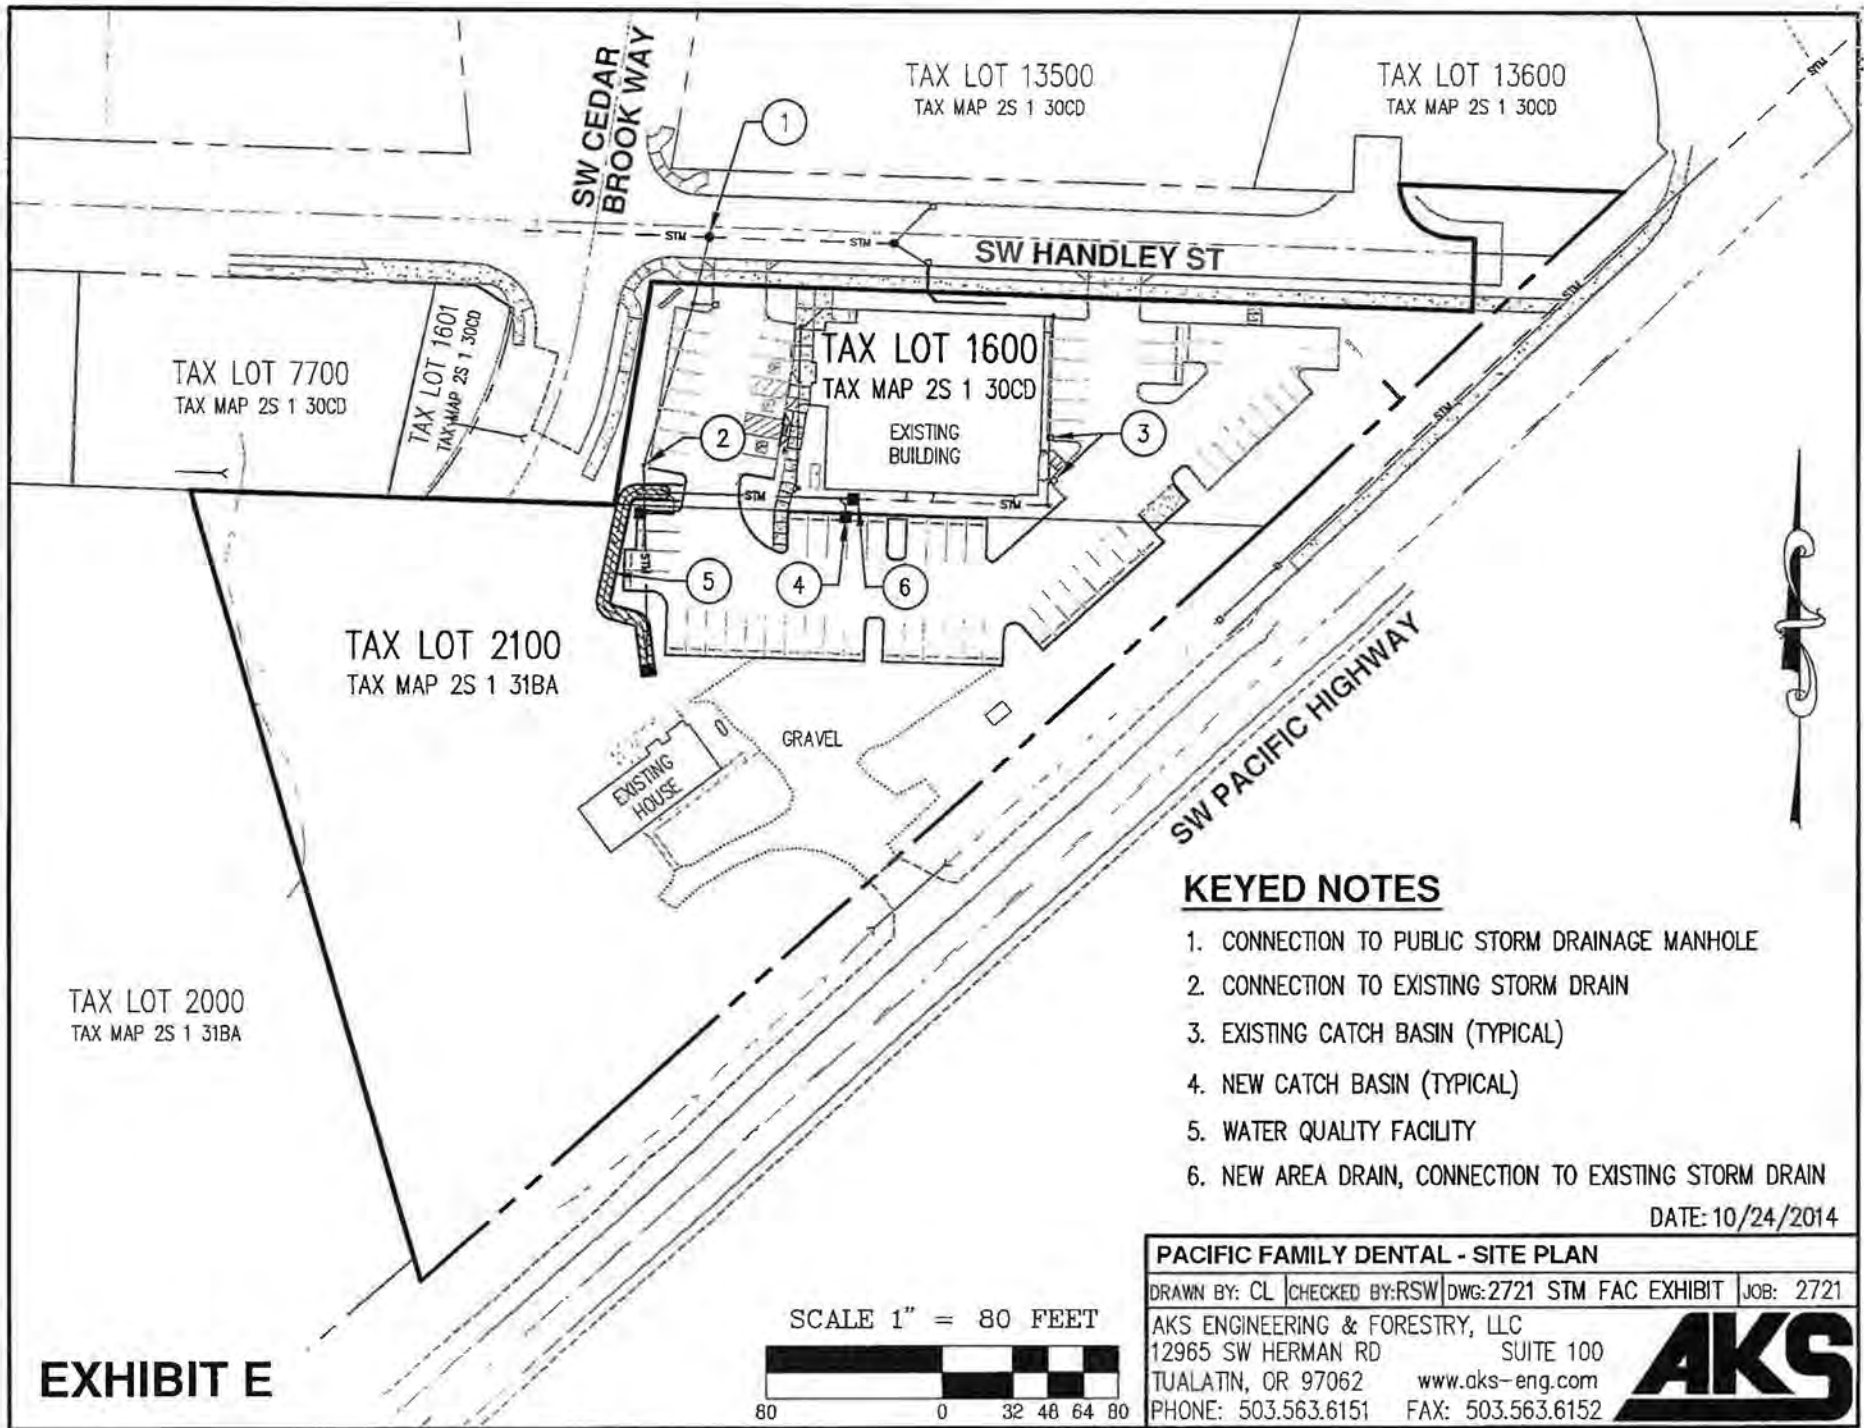 SW CEDAR
BROOK WAY
TAX LOT 13500
TAX MAP 2S 1 30CD
TAX LOT 13600
TAX MAP 2S 1 30CD
1
STM
STM
STM
SW HANDLEY ST
STM
STM
TAX LOT 7700
TAX MAP 2S 1 30CD
TAX LOT 1601
TAX MAP 2S 1 30CD
TAX LOT 1600
TAX MAP 2S 1 30CD
EXISTING
BUILDING
2
3
STM
STM
STM
5
4
6
TAX LOT 2100
TAX MAP 2S 1 31BA
GRAVEL
EXISTING
HOUSE
SW PACIFIC HIGHWAY
TAX LOT 2000
TAX MAP 2S 1 31BA
KEYED NOTES
1. CONNECTION TO PUBLIC STORM DRAINAGE MANHOLE
2. CONNECTION TO EXISTING STORM DRAIN
3. EXISTING CATCH BASIN (TYPICAL)
4. NEW CATCH BASIN (TYPICAL)
5. WATER QUALITY FACILITY
6. NEW AREA DRAIN, CONNECTION TO EXISTING STORM DRAIN
DATE: 10/24/2014
PACIFIC FAMILY DENTAL - SITE PLAN
DRAWN BY: CL CHECKED BY:RSW DWG:2721 STM FAC EXHIBIT JOB: 2721
AKS ENGINEERING & FORESTRY, LLC
12965 SW HERMAN RD SUITE 100
TUALATIN, OR 97062 www.aks-eng.com
PHONE: 503.563.6151 FAX: 503.563.6152
AKS
SCALE 1" = 80 FEET
80 0 32 48 64 80
EXHIBIT E